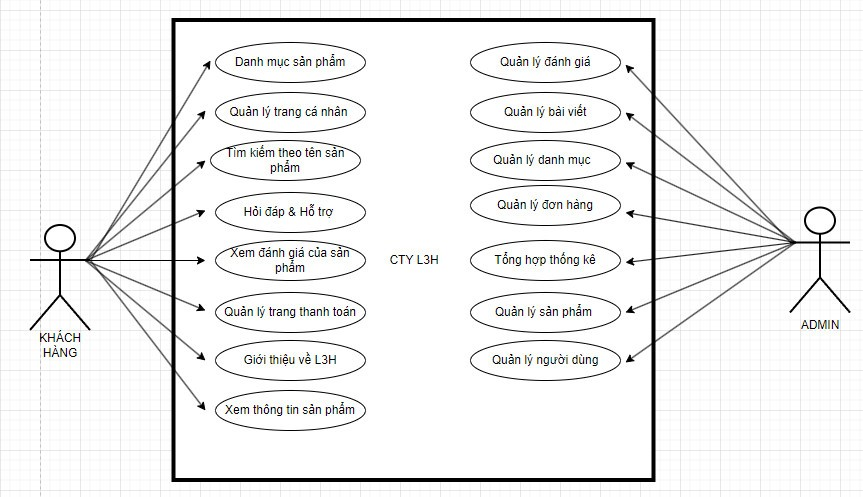 Danh mục sản phẩm
Quản lý trang cá nhân
Tìm kiếm theo tên sản
phẩm
Hỏi đáp & Hỗ trợ
Xem đánh giá của sản
phẩm
Quản lý trang thanh toán
Giới thiệu về L3H
Xem thông tin sản phẩm
CTY L3H
Quản lý đánh giá
Quản lý bài viết
Quản lý danh mục
Quản lý đơn hàng
Tổng hợp thống kê
Quản lý sản phẩm
Quản lý người dùng
KHÁCH
HÀNG
ADMIN